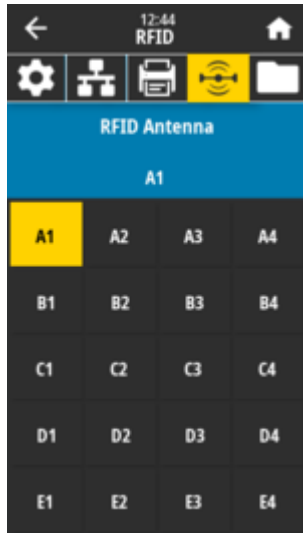 12:44
RFID
RFID Antenna
A1
A1 A2 A3 A4
B1 B2 B3 B4
C1 C2 C3 C4
D1 D2 D3 D4
E1 E2 E3 E4